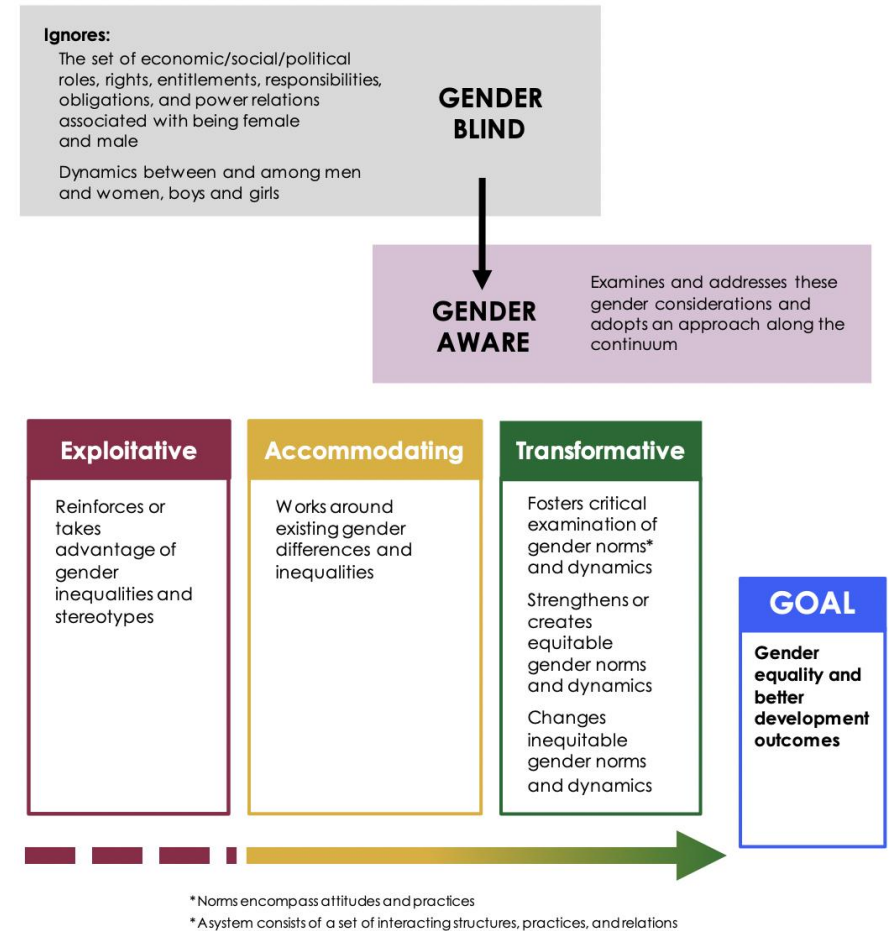 Ignores:
The set of economic/social/political
roles, rights, entitlements, responsibilities,
obligations, and power relations
associated with being female
and male
Dynamics between and among men
and women, boys and girls
GENDER
BLIND
GENDER
AWARE
Examines and addresses these
gender considerations and
adopts an approach along the
continuum
Exploitative
Reinforces or
takes
advantage of
gender
inequalities and
stereotypes
Accommodating
Works around
existing gender
differences and
inequalities
Transformative
Fosters critical
examination of
gender norms*
and dynamics
Strengthens or
creates
equitable
gender norms
and dynamics
Changes
inequitable
gender norms
and dynamics
GOAL
Gender
equality and
better
development
outcomes
*Norms encompass attitudes and practices
*A system consists of a set of interacting structures, practices, and relations